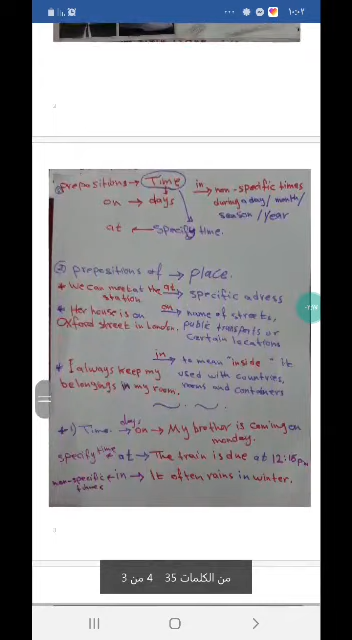 ١٠:٠٢
① prepositions → Time in → non-specific times
on → days during a day/ month/
season / year
at ← specify time.
② prepositions of → place.
* We can meet at the at → specific adress
station
* Her house is on on → name of streets,
Oxford street in London. public transports or
certain locations
in → to mean "inside" it
* I always keep my used with countries,
belongings in my room. rooms and containers
* 1) Time days → on → My brother is coming on
monday.
specify time ← at → The train is due at 12:15 pm
non-specific times ← in → It often rains in winter.
من الكلمات 35 4 من 3